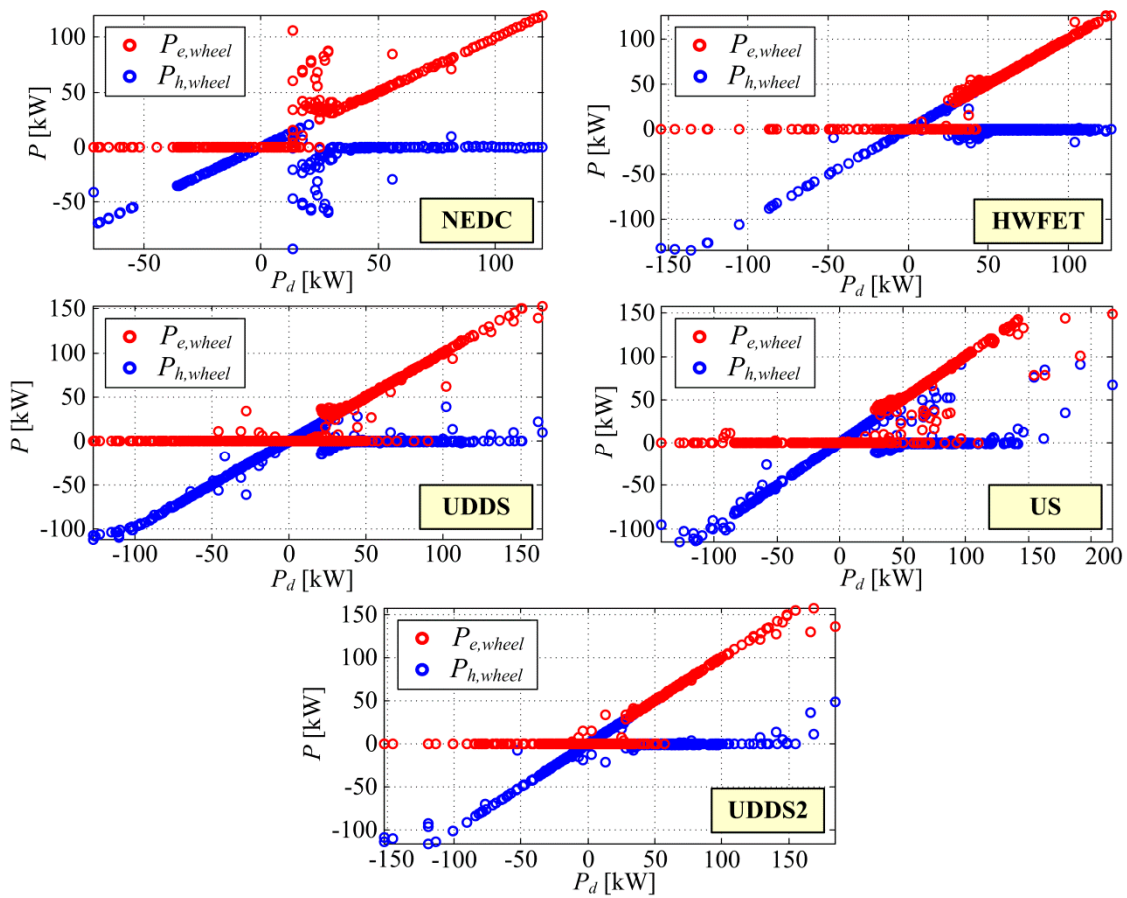 P [kW]
100
50
0
-50
P_e,wheel
P_h,wheel
NEDC
-50 0 50 100
P_d [kW]
P [kW]
100
50
0
-50
-100
P_e,wheel
P_h,wheel
HWFET
-150 -100 -50 0 50 100
P_d [kW]
P [kW]
150
100
50
0
-50
-100
P_e,wheel
P_h,wheel
UDDS
-100 -50 0 50 100 150
P_d [kW]
P [kW]
150
100
50
0
-50
-100
P_e,wheel
P_h,wheel
US
-100 -50 0 50 100 150 200
P_d [kW]
P [kW]
150
100
50
0
-50
-100
P_e,wheel
P_h,wheel
UDDS2
-150 -100 -50 0 50 100 150
P_d [kW]